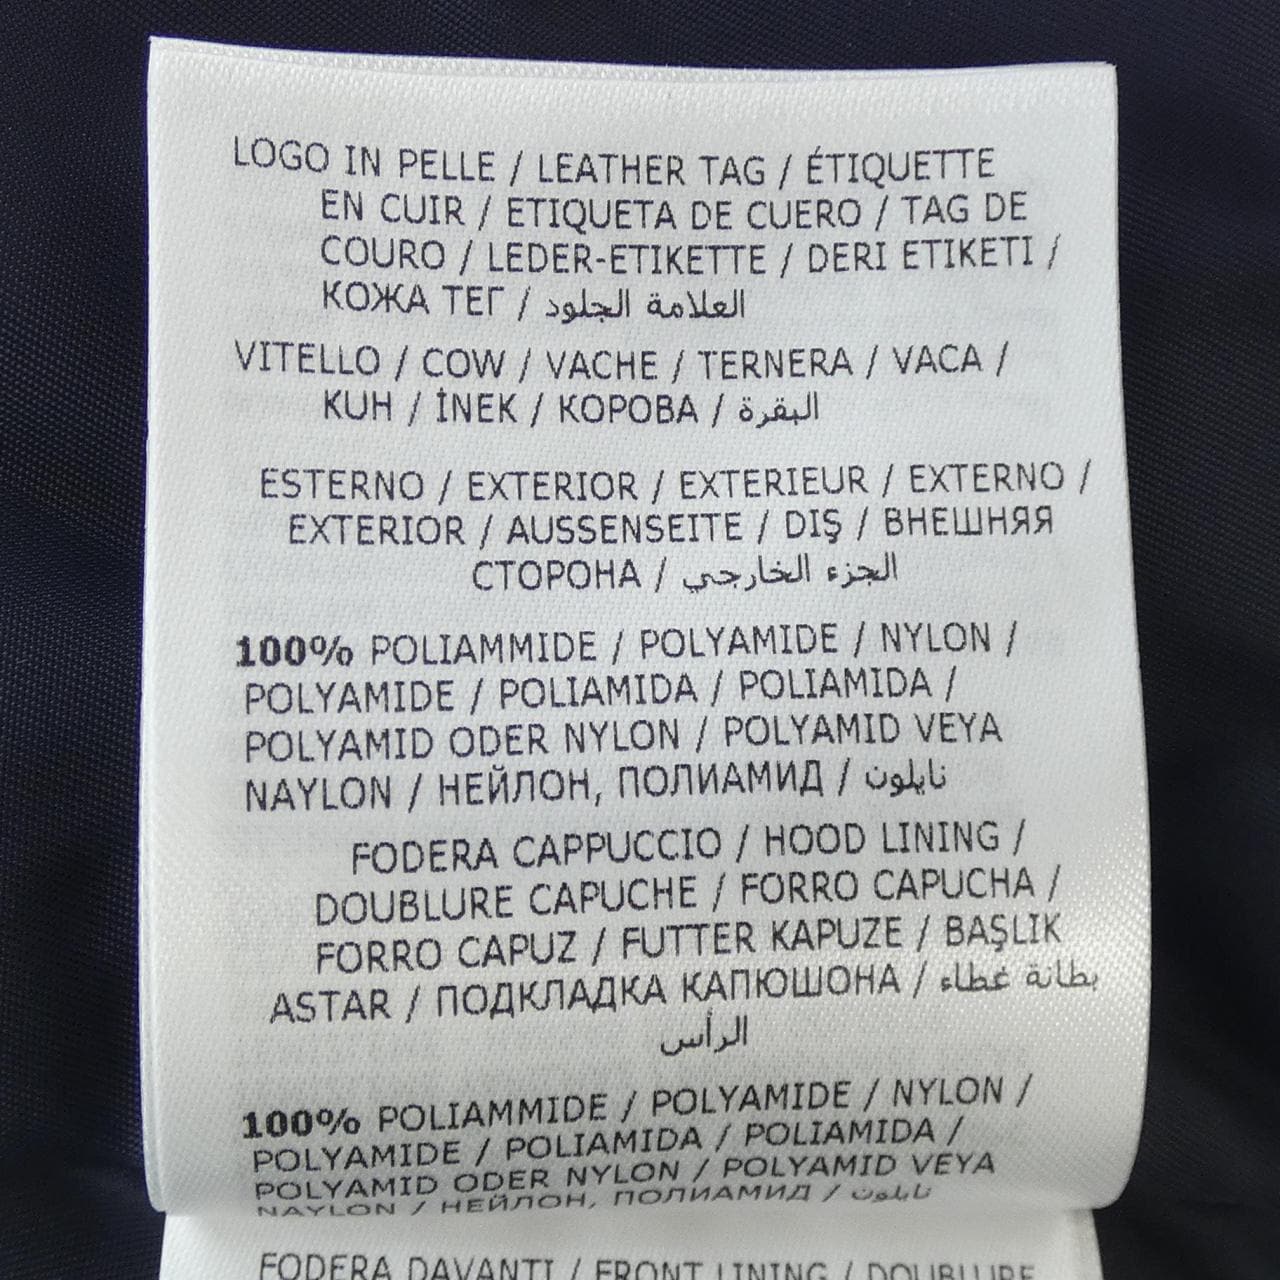 LOGO IN PELLE / LEATHER TAG / ÉTIQUETTE
EN CUIR / ETIQUETA DE CUERO / TAG DE
COURO / LEDER-ETIKETTE / DERI ETIKETI /
КОЖА ТЕГ / العلامة الجلود
VITELLO / COW / VACHE / TERNERA / VACA /
KUH / İNEK / КОРОВА / البقرة
ESTERNO / EXTERIOR / EXTERIEUR / EXTERNO /
EXTERIOR / AUSSENSEITE / DIŞ / ВНЕШНЯЯ
СТОРОНА / الجزء الخارجي
100% POLIAMMIDE / POLYAMIDE / NYLON /
POLYAMIDE / POLIAMIDA / POLIAMIDA /
POLYAMID ODER NYLON / POLYAMID VEYA
NAYLON / НЕЙЛОН, ПОЛИАМИД / نايلون
FODERA CAPPUCCIO / HOOD LINING /
DOUBLURE CAPUCHE / FORRO CAPUCHA /
FORRO CAPUZ / FUTTER KAPUZE / BAŞLIK
ASTAR / ПОДКЛАДКА КАПЮШОНА / بطانة غطاء
الرأس
100% POLIAMMIDE / POLYAMIDE / NYLON /
POLYAMIDE / POLIAMIDA / POLIAMIDA /
POLYAMID ODER NYLON / POLYAMID VEYA
NAYLON / НЕЙЛОН, ПОЛИАМИД / نايلون
FODERA DAVANTI / FRONT LINING / DOUBLURE